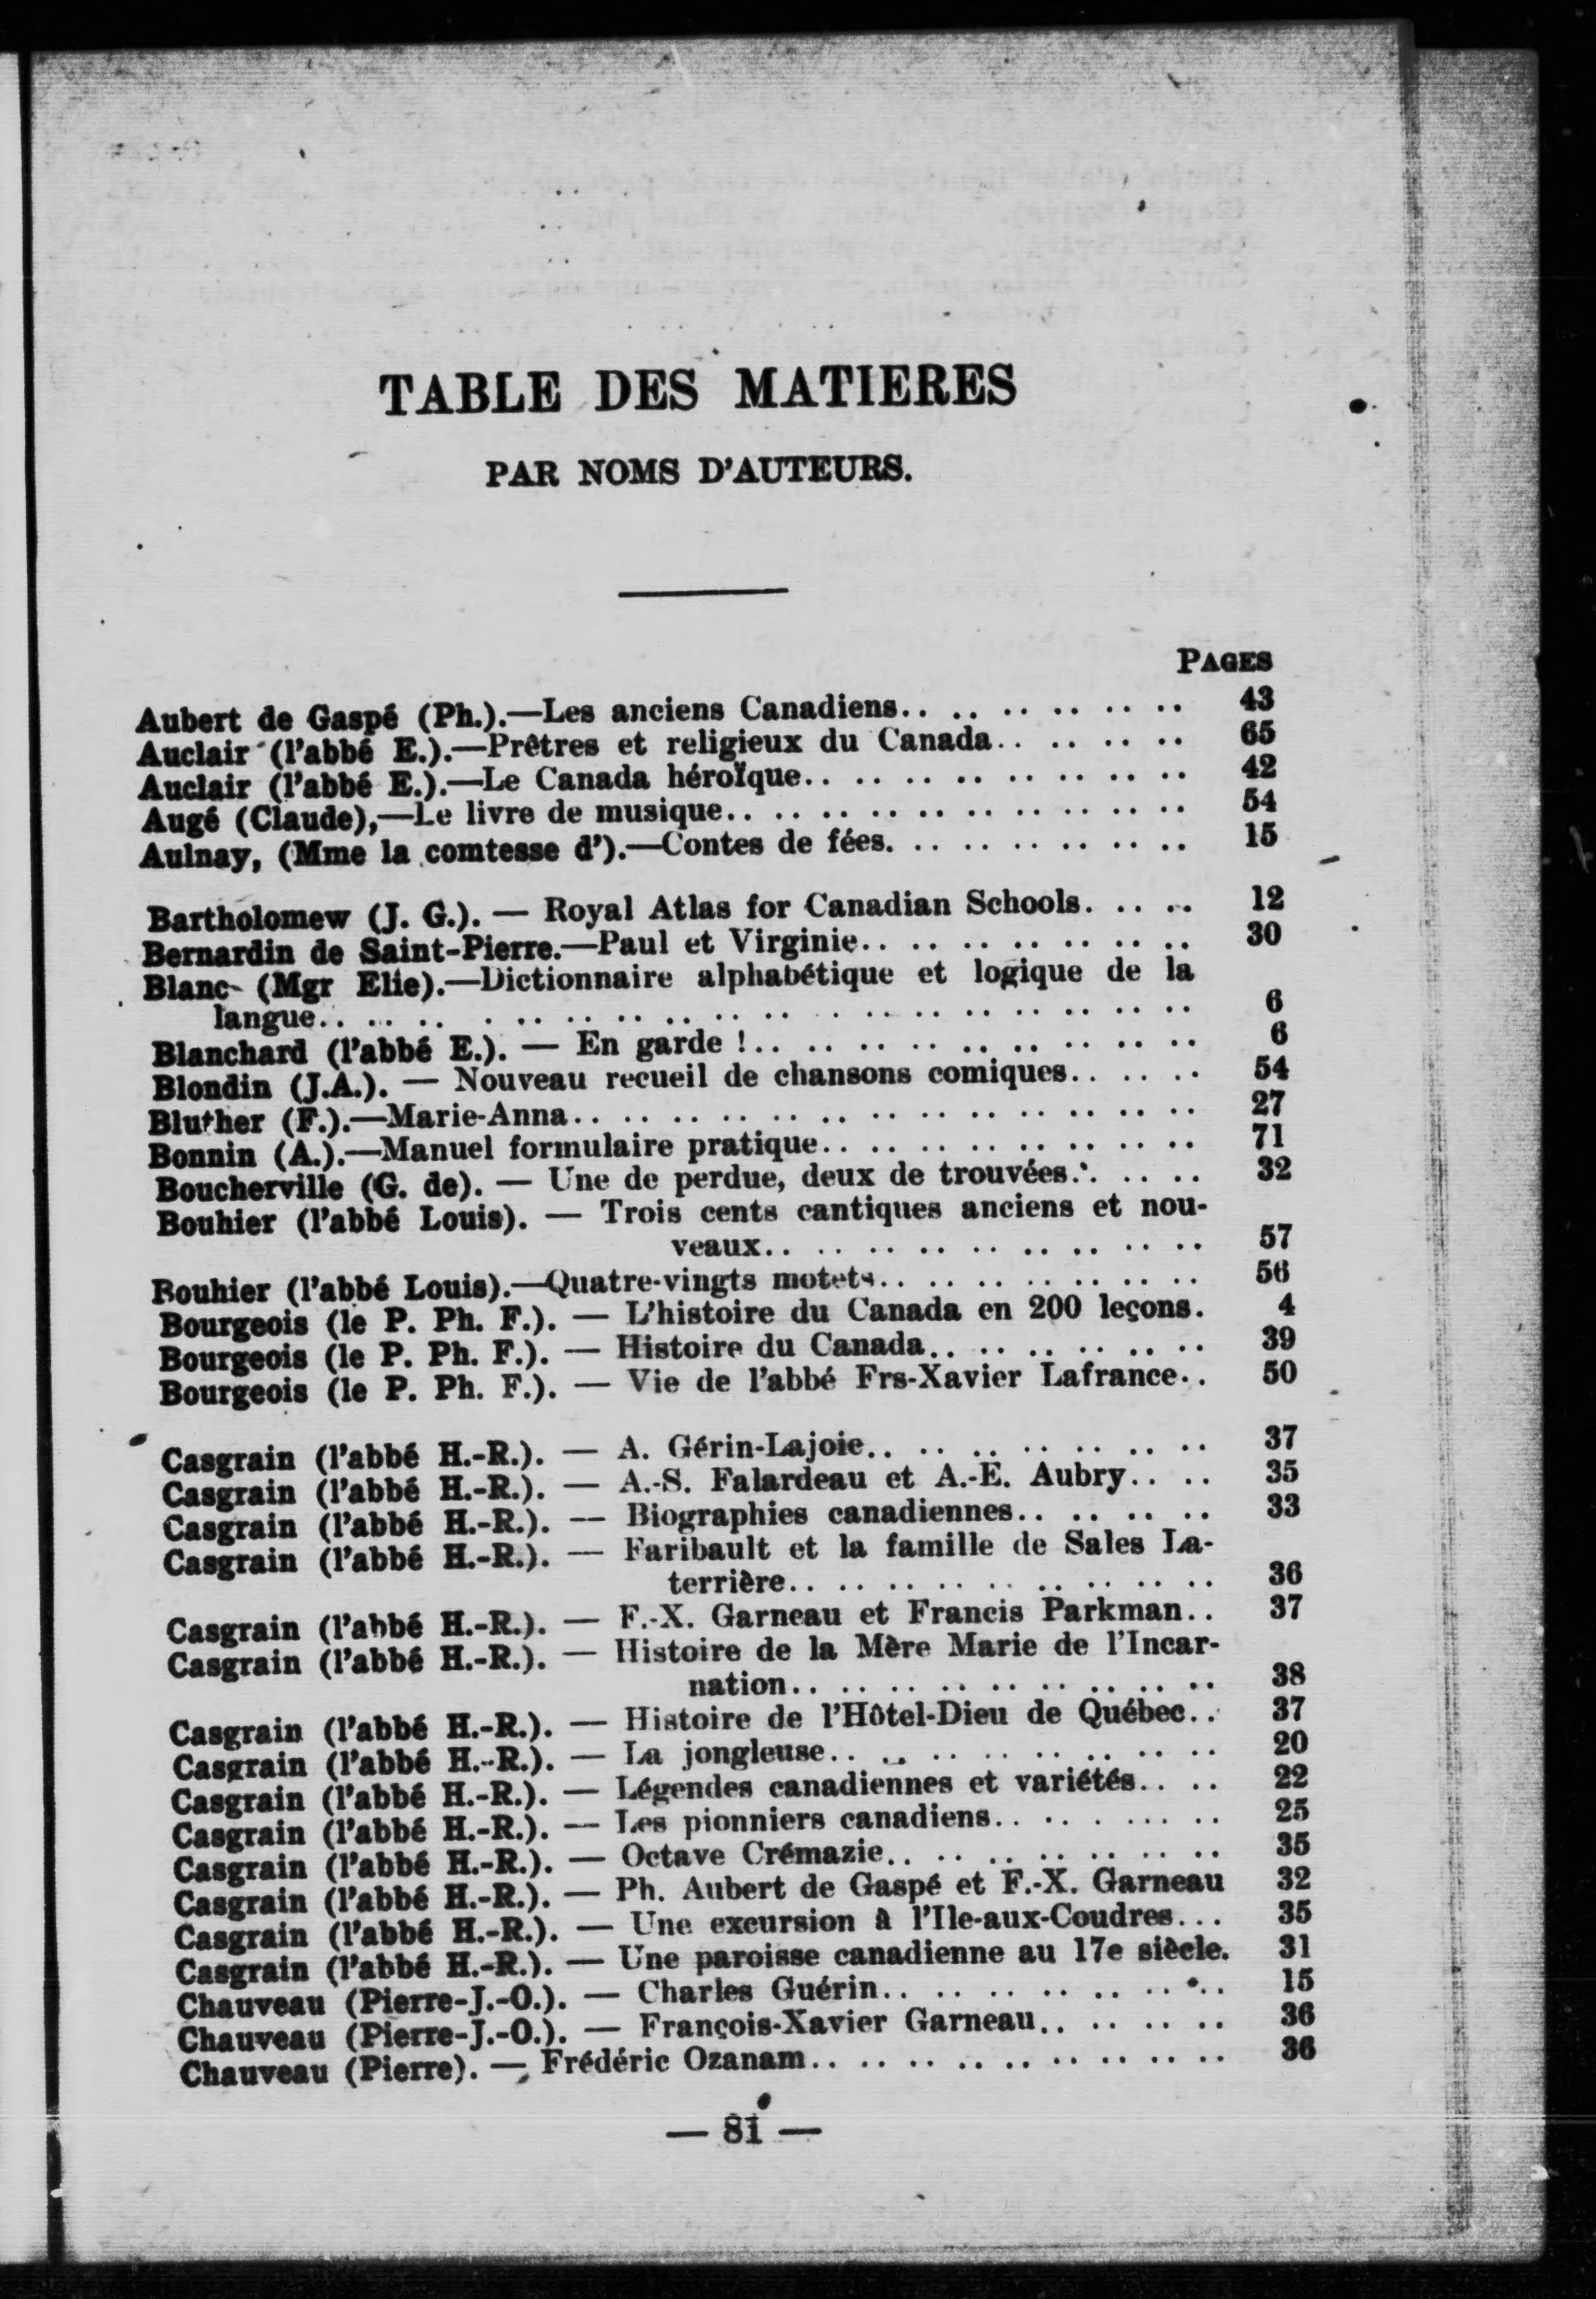 TABLE DES MATIERES
PAR NOMS D'AUTEURS.
PAGES
Aubert de Gaspé (Ph.).—Les anciens Canadiens.. .. .. .. .. .. 43
Auclair (l'abbé E.).—Prêtres et religieux du Canada.. .. .. .. 65
Auclair (l'abbé E.).—Le Canada héroïque.. .. .. .. .. .. .. .. 42
Augé (Claude),—Le livre de musique.. .. .. .. .. .. .. .. .. .. 54
Aulnay, (Mme la comtesse d').—Contes de fées. .. .. .. .. .. .. 15
Bartholomew (J. G.). — Royal Atlas for Canadian Schools. .. .. 12
Bernardin de Saint-Pierre.—Paul et Virginie.. .. .. .. .. .. .. 30
Blanc (Mgr Elie).—Dictionnaire alphabétique et logique de la
langue.. .. .. .. .. .. .. .. .. .. .. .. .. .. .. .. .. .. 6
Blanchard (l'abbé E.). — En garde !.. .. .. .. .. .. .. .. .. 6
Blondin (J.A.). — Nouveau recueil de chansons comiques.. .. .. 54
Bluther (F.).—Marie-Anna.. .. .. .. .. .. .. .. .. .. .. .. .. 27
Bonnin (A.).—Manuel formulaire pratique.. .. .. .. .. .. .. .. 71
Boucherville (G. de). — Une de perdue, deux de trouvées.. .. .. 32
Bouhier (l'abbé Louis). — Trois cents cantiques anciens et nou-
veaux.. .. .. .. .. .. .. .. .. 57
Bouhier (l'abbé Louis).—Quatre-vingts motets.. .. .. .. .. .. .. 56
Bourgeois (le P. Ph. F.). — L'histoire du Canada en 200 leçons. 4
Bourgeois (le P. Ph. F.). — Histoire du Canada.. .. .. .. .. .. 39
Bourgeois (le P. Ph. F.). — Vie de l'abbé Frs-Xavier Lafrance.. 50
Casgrain (l'abbé H.-R.). — A. Gérin-Lajoie.. .. .. .. .. .. .. 37
Casgrain (l'abbé H.-R.). — A.-S. Falardeau et A.-E. Aubry.. .. 35
Casgrain (l'abbé H.-R.). — Biographies canadiennes.. .. .. .. 33
Casgrain (l'abbé H.-R.). — Faribault et la famille de Sales La-
terrière.. .. .. .. .. .. .. .. .. 36
Casgrain (l'abbé H.-R.). — F.-X. Garneau et Francis Parkman.. 37
Casgrain (l'abbé H.-R.). — Histoire de la Mère Marie de l'Incar-
nation.. .. .. .. .. .. .. .. .. 38
Casgrain (l'abbé H.-R.). — Histoire de l'Hôtel-Dieu de Québec.. 37
Casgrain (l'abbé H.-R.). — La jongleuse.. .. .. .. .. .. .. .. 20
Casgrain (l'abbé H.-R.). — Légendes canadiennes et variétés.. .. 22
Casgrain (l'abbé H.-R.). — Les pionniers canadiens.. .. .. .. .. 25
Casgrain (l'abbé H.-R.). — Octave Crémazie.. .. .. .. .. .. .. 35
Casgrain (l'abbé H.-R.). — Ph. Aubert de Gaspé et F.-X. Garneau 32
Casgrain (l'abbé H.-R.). — Une excursion à l'Ile-aux-Coudres... 35
Casgrain (l'abbé H.-R.). — Une paroisse canadienne au 17e siècle. 31
Chauveau (Pierre-J.-O.). — Charles Guérin.. .. .. .. .. .. .. 15
Chauveau (Pierre-J.-O.). — François-Xavier Garneau.. .. .. .. 36
Chauveau (Pierre). — Frédéric Ozanam.. .. .. .. .. .. .. .. .. 36
— 81 —